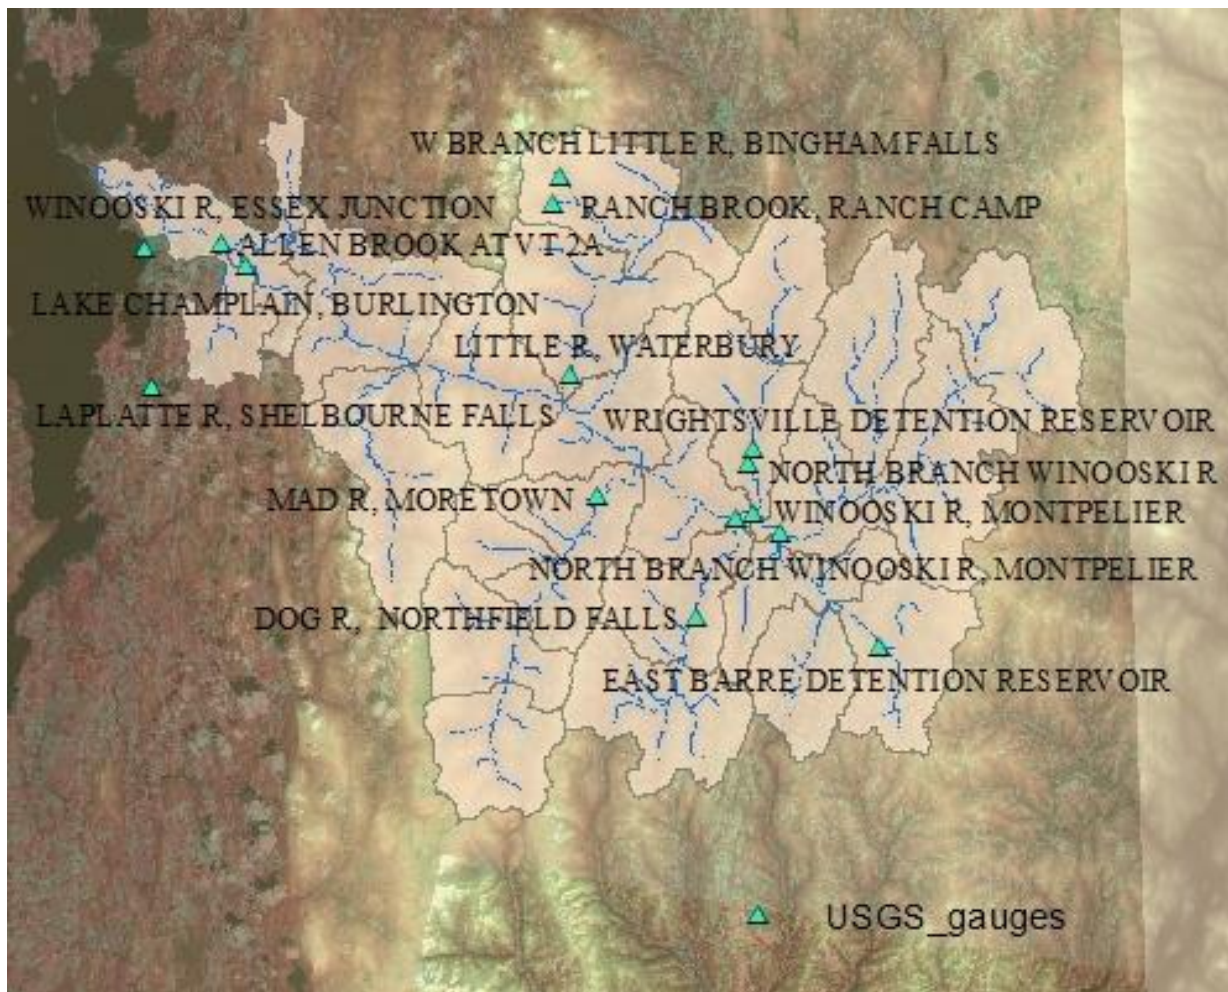 W BRANCH LITTLE R, BINGHAM FALLS
WINOOSKI R, ESSEX JUNCTION
RANCH BROOK, RANCH CAMP
ALLEN BROOK AT VT 2A
LAKE CHAMPLAIN, BURLINGTON
LITTLE R, WATERBURY
LAPLATTE R, SHELBOURNE FALLS
WRIGHTSVILLE DETENTION RESERVOIR
NORTH BRANCH WINOOSKI R
MAD R, MORETOWN
WINOOSKI R, MONTPELIER
NORTH BRANCH WINOOSKI R, MONTPELIER
DOG R, NORTHFIELD FALLS
EAST BARRE DETENTION RESERVOIR
USGS_gauges